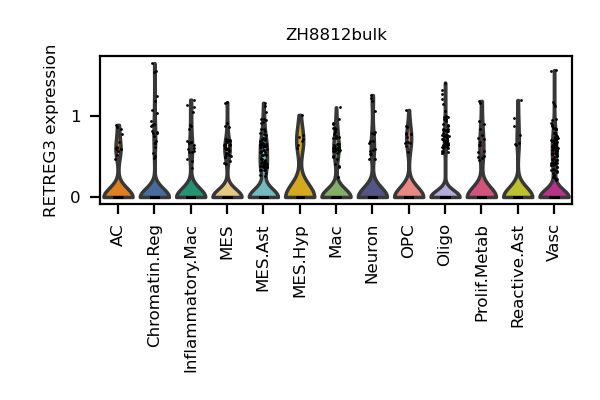 ZH8812bulk
RETREG3 expression
1
0
AC
Chromatin.Reg
Inflammatory.Mac
MES
MES.Ast
MES.Hyp
Mac
Neuron
OPC
Oligo
Prolif.Metab
Reactive.Ast
Vasc